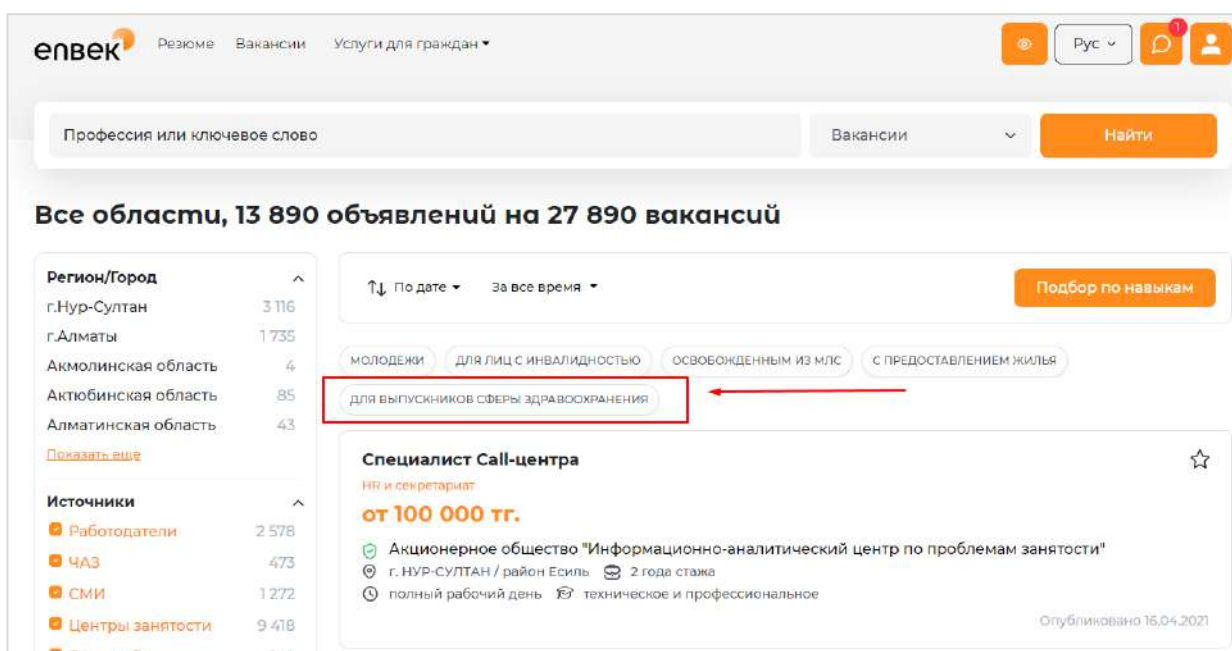 enвек Резюме Вакансии Услуги для граждан Рус 1
Профессия или ключевое слово Вакансии Найти
Все области, 13 890 объявлений на 27 890 вакансий
Регион/Город
г.Нур-Султан 3 116
г.Алматы 1 735
Акмолинская область 4
Актюбинская область 85
Алматинская область 43
Показать еще
Источники
Работодатели 2 578
ЧАЗ 473
СМИ 1 272
Центры занятости 9 418
По дате За все время Подбор по навыкам
МОЛОДЕЖИ ДЛЯ ЛИЦ С ИНВАЛИДНОСТЬЮ ОСВОБОЖДЕННЫМ ИЗ МЛС С ПРЕДОСТАВЛЕНИЕМ ЖИЛЬЯ
ДЛЯ ВЫПУСКНИКОВ СФЕРЫ ЗДРАВООХРАНЕНИЯ
Специалист Call-центра
HR и секретариат
от 100 000 тг.
Акционерное общество "Информационно-аналитический центр по проблемам занятости"
г. НУР-СУЛТАН / район Есиль 2 года стажа
полный рабочий день техническое и профессиональное
Опубликовано 16.04.2021